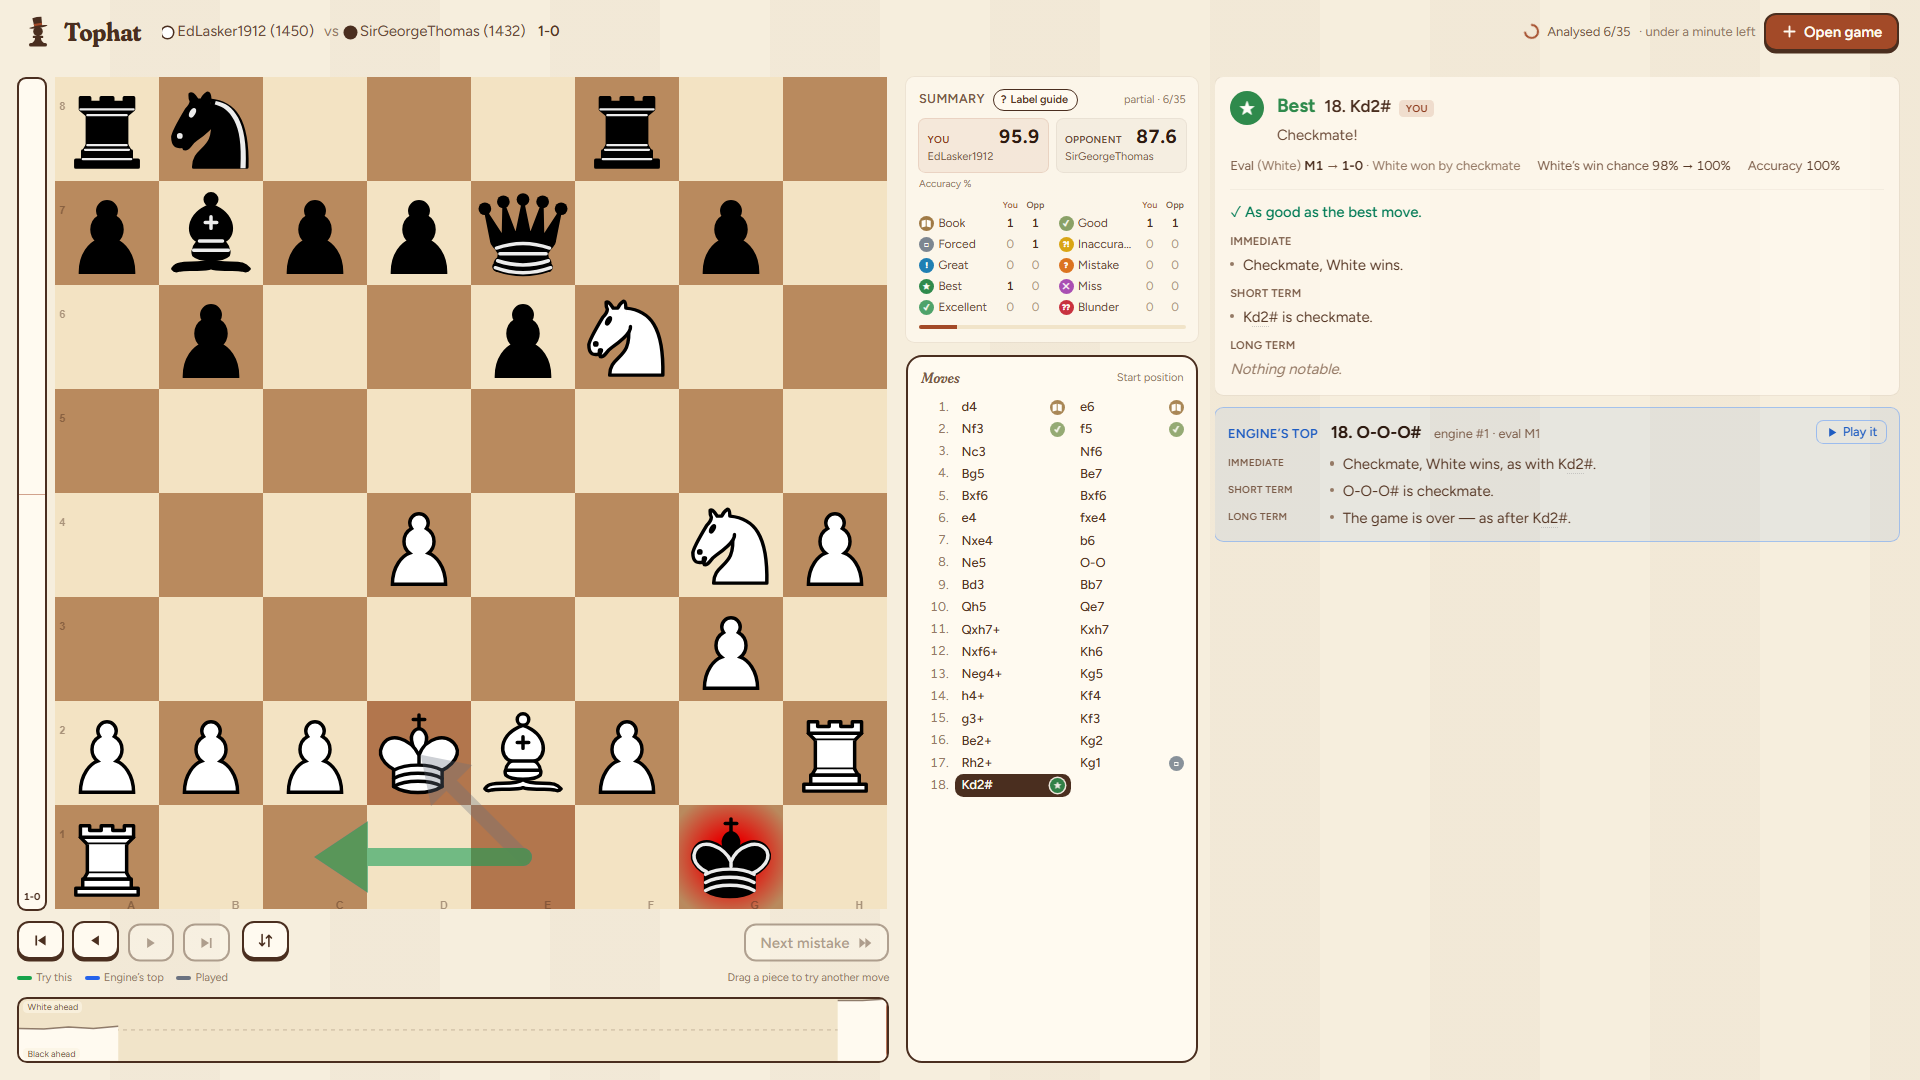 Tophat
EdLasker1912 (1450) vs SirGeorgeThomas (1432) 1-0
Analysed 6/35 · under a minute left
+ Open game
8
7
6
5
4
3
2
1
A B C D E F G H
1-0
Next mistake
Try this Engine's top Played
Drag a piece to try another move
White ahead
Black ahead
SUMMARY
? Label guide
partial · 6/35
YOU 95.9
EdLasker1912
OPPONENT 87.6
SirGeorgeThomas
Accuracy %
You Opp You Opp
Book 1 1 Good 1 1
Forced 0 1 Inaccura... 0 0
Great 0 0 Mistake 0 0
Best 1 0 Miss 0 0
Excellent 0 0 Blunder 0 0
Moves
Start position
1. d4 e6
2. Nf3 f5
3. Nc3 Nf6
4. Bg5 Be7
5. Bxf6 Bxf6
6. e4 fxe4
7. Nxe4 b6
8. Ne5 O-O
9. Bd3 Bb7
10. Qh5 Qe7
11. Qxh7+ Kxh7
12. Nxf6+ Kh6
13. Neg4+ Kg5
14. h4+ Kf4
15. g3+ Kf3
16. Be2+ Kg2
17. Rh2+ Kg1
18. Kd2#
Best 18. Kd2# YOU
Checkmate!
Eval (White) M1 → 1-0 · White won by checkmate White's win chance 98% → 100% Accuracy 100%
✓ As good as the best move.
IMMEDIATE
• Checkmate, White wins.
SHORT TERM
• Kd2# is checkmate.
LONG TERM
Nothing notable.
ENGINE'S TOP 18. O-O-O# engine #1 · eval M1
Play it
IMMEDIATE • Checkmate, White wins, as with Kd2#.
SHORT TERM • O-O-O# is checkmate.
LONG TERM • The game is over — as after Kd2#.